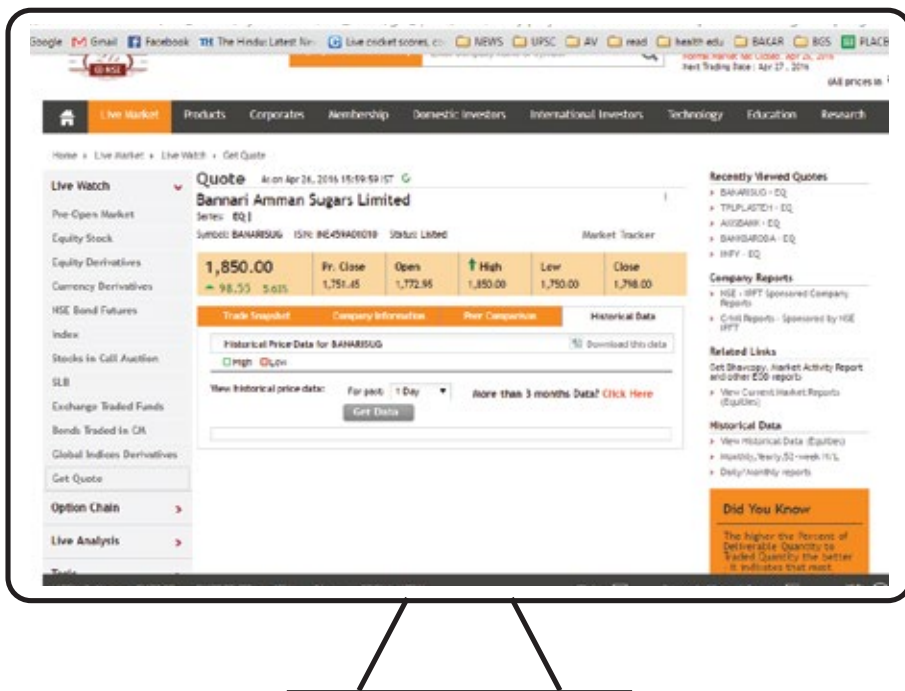 Gmail Facebook The Hindu: Latest Live cricket scores, NEWS UPSC AV read health edu BAKAR BGS PLACE
Next Trading Date : Apr 27, 2016
All prices in
Live Market Products Corporates Membership Domestic Investors International Investors Technology Education Research
Home Live Market Live Watch Get Quote
Live Watch
Pre-Open Market
Equity Stock
Equity Derivatives
Currency Derivatives
NSE Bond Futures
Index
Stocks in Call Auction
SLB
Exchange Traded Funds
Bonds Traded in CM
Global Indices Derivatives
Get Quote
Option Chain
Live Analysis
Tools
Quote As on Apr 26, 2016 15:59:59 IST
Bannari Amman Sugars Limited
Series: EQ |
Symbol: BANARISUG ISIN: INE459A01010 Status: Listed Market Tracker
1,850.00 Pr. Close Open High Low Close
98.55 1,751.45 1,772.95 1,850.00 1,750.00 1,798.00
Trade Snapshot Company Information Peer Comparison Historical Data
Historical Price Data for BANARISUG Download this data
High Low
View historical price data: For past: 1 Day More than 3 months Data? Click Here
Get Data
Recently Viewed Quotes
BANARISUG - EQ
TPLPLASTEH - EQ
AXISBANK - EQ
BANKBARODA - EQ
INFY - EQ
Company Reports
NSE - IRFT Sponsored Company
Reports
Crisil Reports - Sponsored by NSE
Related Links
Get Bhavcopy, Market Activity Report
and other EOD reports
View Current Market Reports
(Equities)
Historical Data
View Historical Data (Equities)
Monthly, Yearly, 52-week H/L
Daily/Monthly reports
Did You Know
The higher the Percent of
Deliverable Quantity to
Traded Quantity the better
- it indicates that most